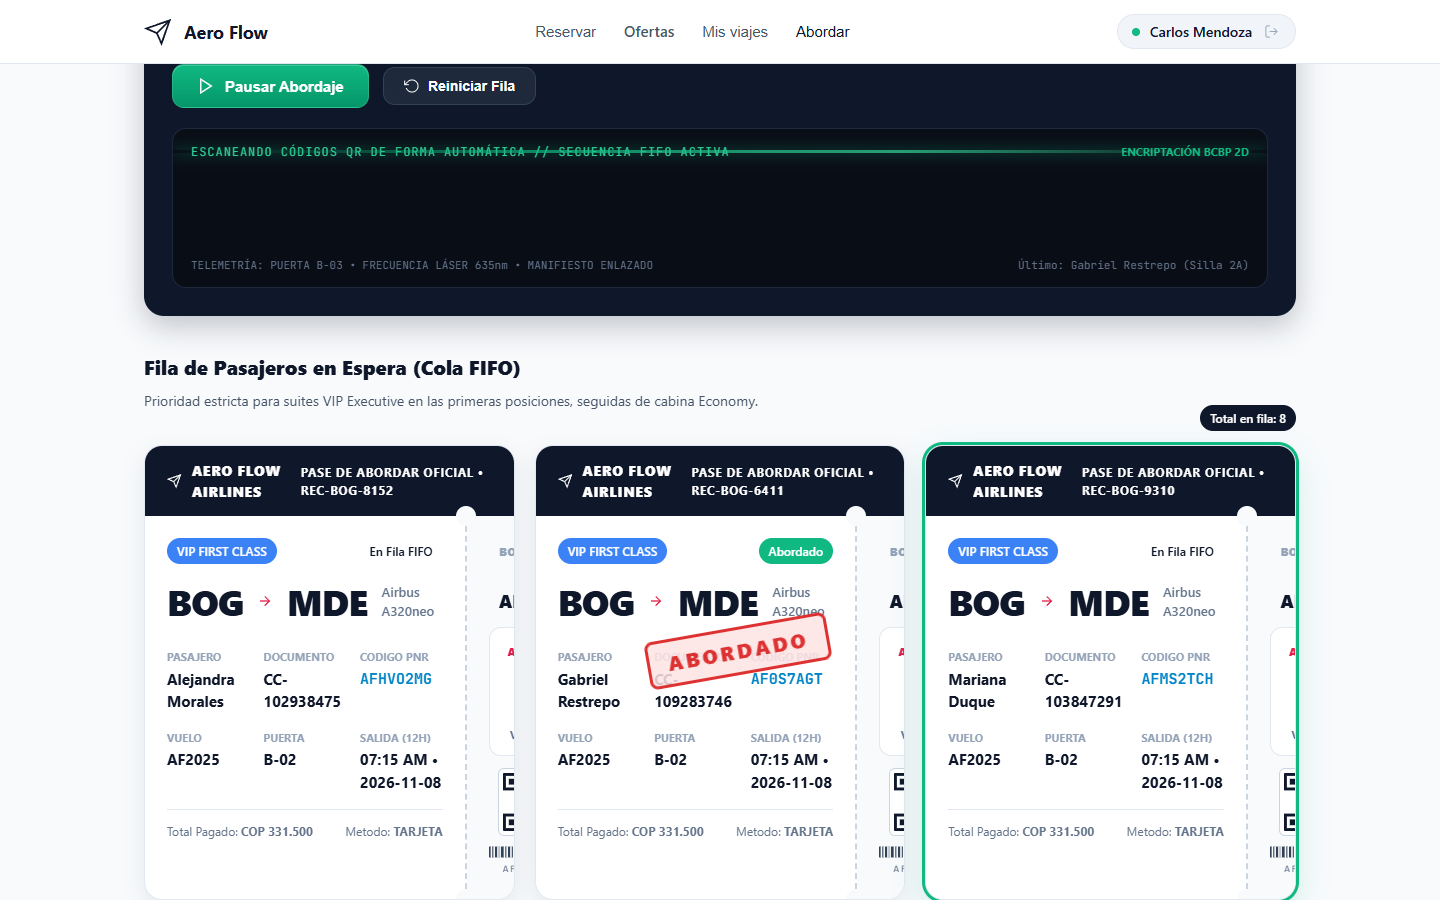 Aero Flow
Reservar
Ofertas
Mis viajes
Abordar
Carlos Mendoza
Pausar Abordaje
Reiniciar Fila
ESCANEANDO CÓDIGOS QR DE FORMA AUTOMÁTICA // SECUENCIA FIFO ACTIVA
ENCRIPTACIÓN BCBP 2D
TELEMETRÍA: PUERTA B-03 • FRECUENCIA LÁSER 635nm • MANIFIESTO ENLAZADO
Último: Gabriel Restrepo (Silla 2A)
Fila de Pasajeros en Espera (Cola FIFO)
Prioridad estricta para suites VIP Executive en las primeras posiciones, seguidas de cabina Economy.
Total en fila: 8
AERO FLOW
AIRLINES
PASE DE ABORDAR OFICIAL •
REC-BOG-8152
VIP FIRST CLASS
En Fila FIFO
BOG → MDE
Airbus
A320neo
PASAJERO
Alejandra
Morales
DOCUMENTO
CC-
102938475
CODIGO PNR
AFHVO2MG
VUELO
AF2025
PUERTA
B-02
SALIDA (12H)
07:15 AM •
2026-11-08
Total Pagado: COP 331.500
Metodo: TARJETA
AERO FLOW
AIRLINES
PASE DE ABORDAR OFICIAL •
REC-BOG-6411
VIP FIRST CLASS
Abordado
BOG → MDE
Airbus
A320neo
ABORDADO
PASAJERO
Gabriel
Restrepo
DOCUMENTO
CC-
109283746
CODIGO PNR
AF0S7AGT
VUELO
AF2025
PUERTA
B-02
SALIDA (12H)
07:15 AM •
2026-11-08
Total Pagado: COP 331.500
Metodo: TARJETA
AERO FLOW
AIRLINES
PASE DE ABORDAR OFICIAL •
REC-BOG-9310
VIP FIRST CLASS
En Fila FIFO
BOG → MDE
Airbus
A320neo
PASAJERO
Mariana
Duque
DOCUMENTO
CC-
103847291
CODIGO PNR
AFMS2TCH
VUELO
AF2025
PUERTA
B-02
SALIDA (12H)
07:15 AM •
2026-11-08
Total Pagado: COP 331.500
Metodo: TARJETA